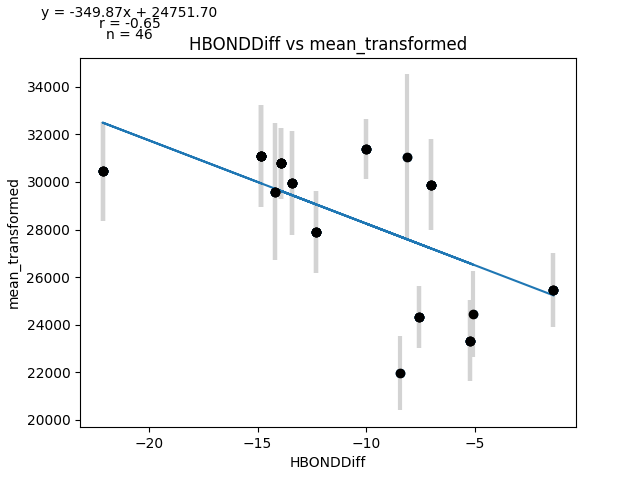 y = -349.87x + 24751.70
r = -0.65
n = 46
HBONDDiff vs mean_transformed
34000
32000
30000
28000
26000
24000
22000
20000
mean_transformed
−20
−15
−10
−5
HBONDDiff